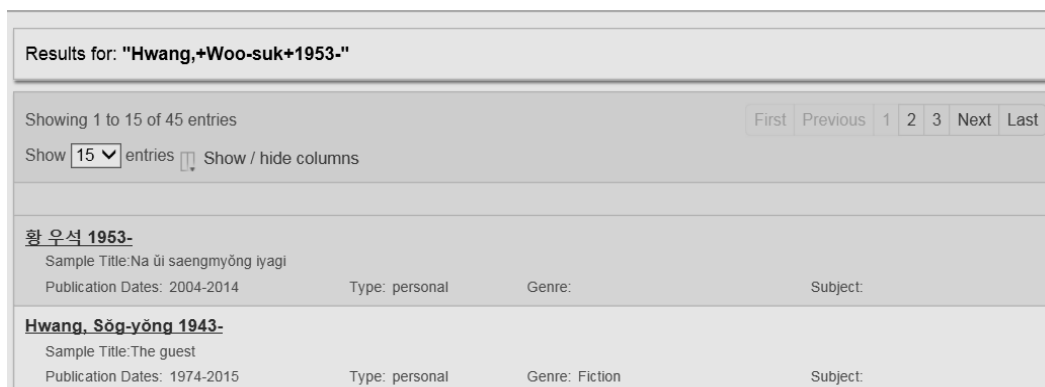 Results for: "Hwang,+Woo-suk+1953-"
Showing 1 to 15 of 45 entries First Previous 1 2 3 Next Last
Show 15 entries Show / hide columns
황 우석 1953-
Sample Title:Na ŭi saengmyŏng iyagi
Publication Dates: 2004-2014 Type: personal Genre: Subject:
Hwang, Sŏg-yŏng 1943-
Sample Title:The guest
Publication Dates: 1974-2015 Type: personal Genre: Fiction Subject: